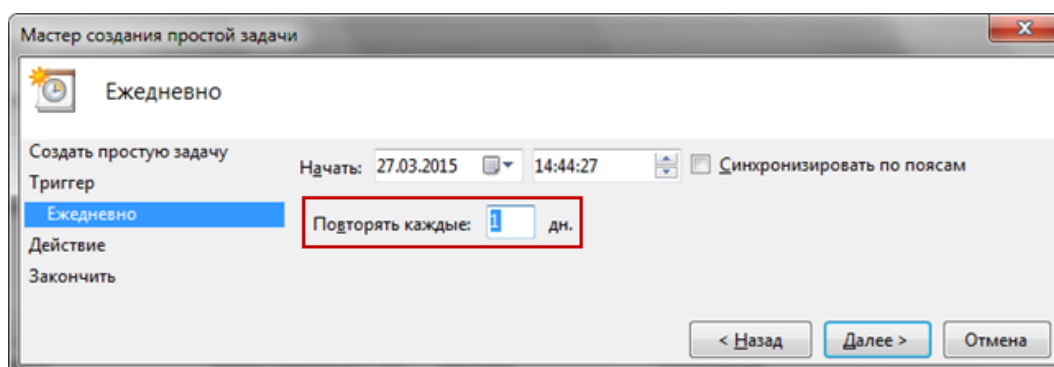 Мастер создания простой задачи
Ежедневно
Создать простую задачу
Триггер
Ежедневно
Действие
Закончить
Начать: 27.03.2015 14:44:27 Синхронизировать по поясам
Повторять каждые: 1 дн.
< Назад Далее > Отмена